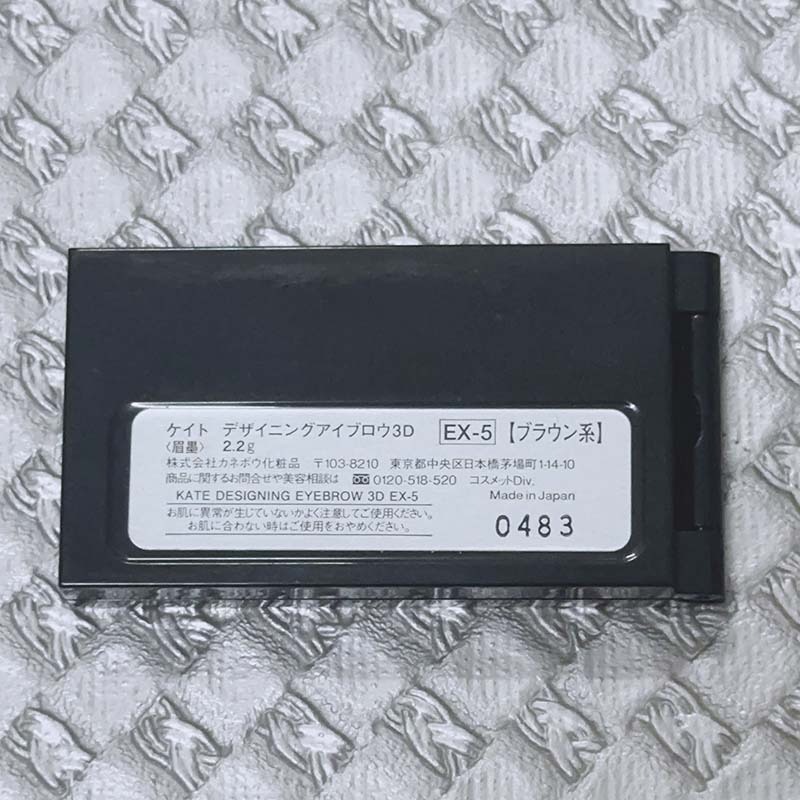 ケイト デザイニングアイブロウ3D EX-5 【ブラウン系】
〈眉墨〉 2.2g
株式会社カネボウ化粧品 〒103-8210 東京都中央区日本橋茅場町1-14-10
商品に関するお問合せや美容相談は 0120-518-520 コスメットDiv.
KATE DESIGNING EYEBROW 3D EX-5 Made in Japan
お肌に異常が生じていないかよく注意してご使用ください。
お肌に合わない時はご使用をおやめください。
0483